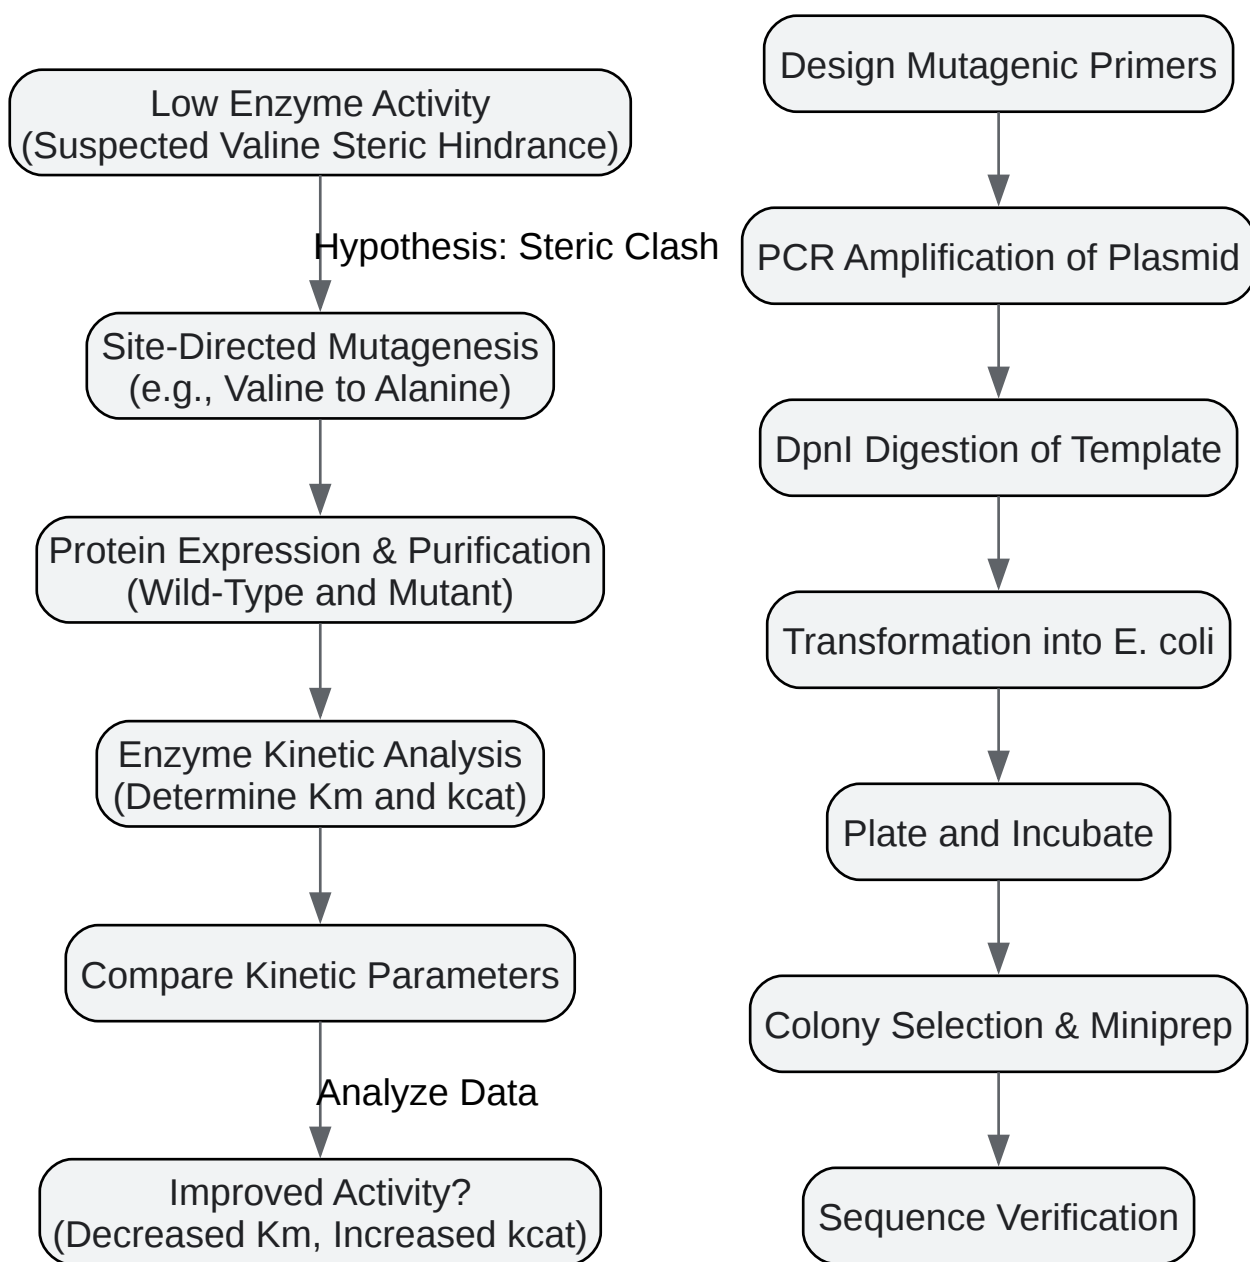 Low Enzyme Activity
(Suspected Valine Steric Hindrance)
Hypothesis: Steric Clash
Site-Directed Mutagenesis
(e.g., Valine to Alanine)
Protein Expression & Purification
(Wild-Type and Mutant)
Enzyme Kinetic Analysis
(Determine Km and kcat)
Compare Kinetic Parameters
Analyze Data
Improved Activity?
(Decreased Km, Increased kcat)
Design Mutagenic Primers
PCR Amplification of Plasmid
DpnI Digestion of Template
Transformation into E. coli
Plate and Incubate
Colony Selection & Miniprep
Sequence Verification